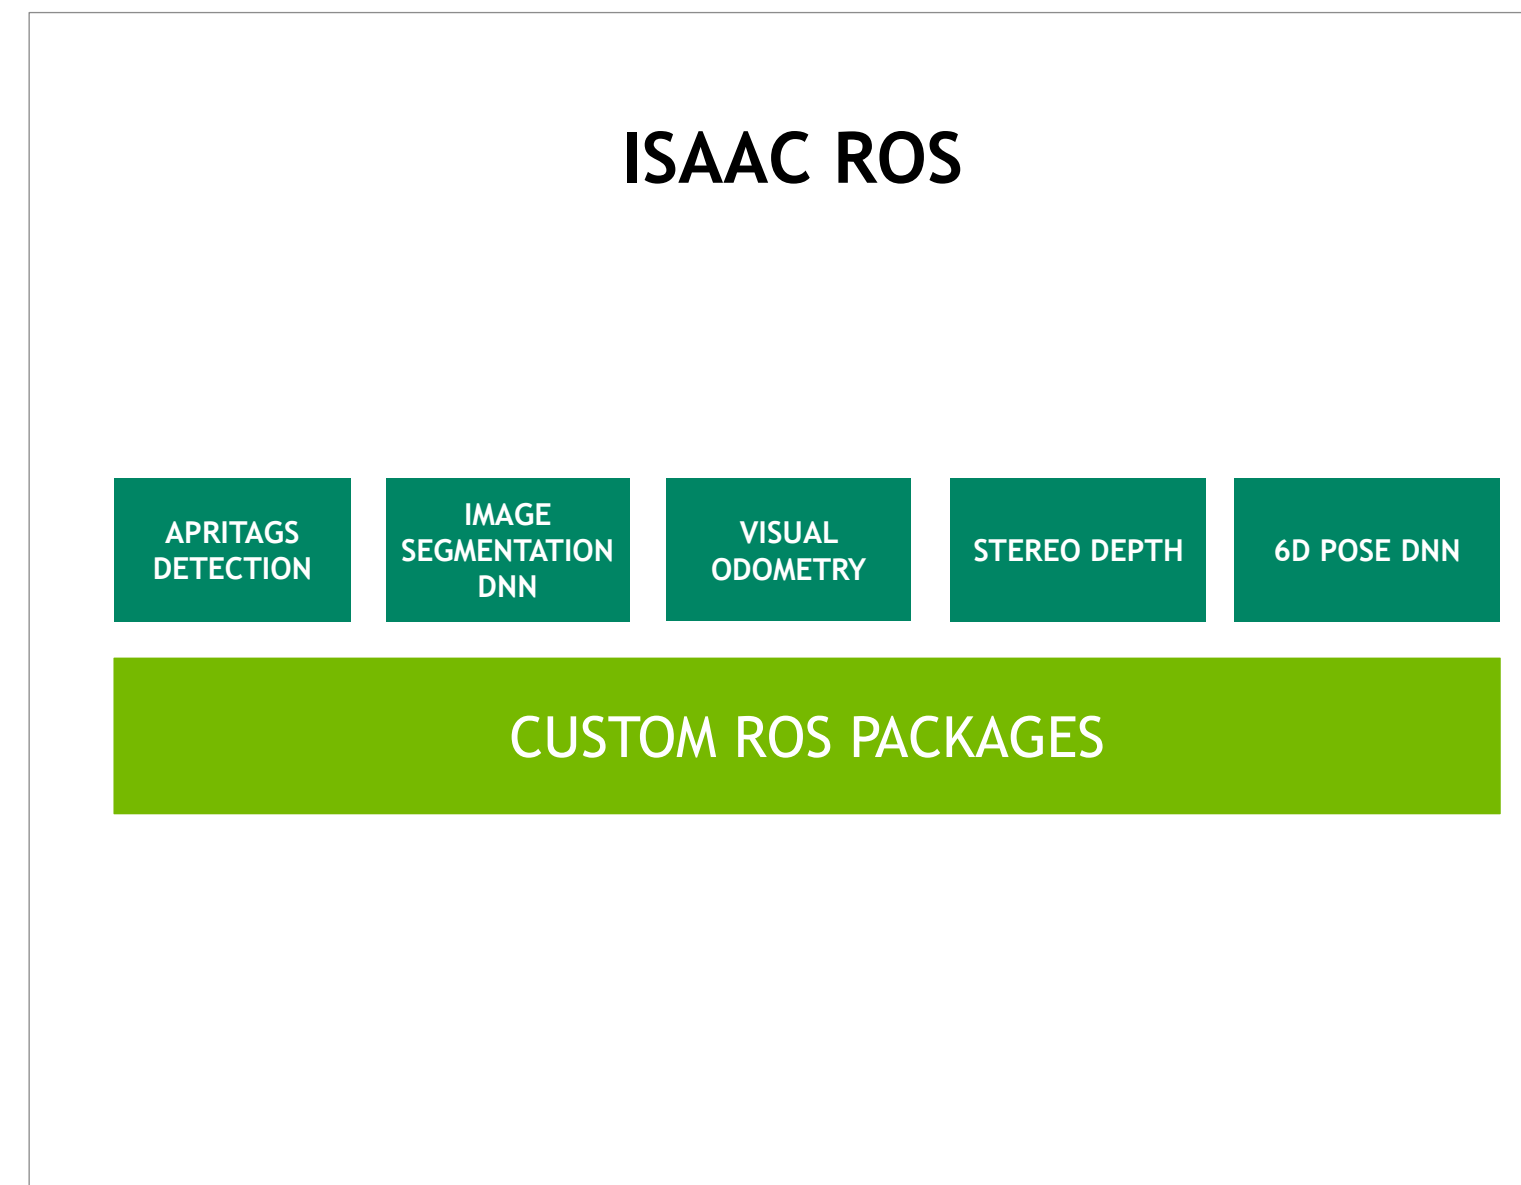 ISAAC ROS
APRITAGS
DETECTION
IMAGE
SEGMENTATION
DNN
VISUAL
ODOMETRY
STEREO DEPTH
6D POSE DNN
CUSTOM ROS PACKAGES